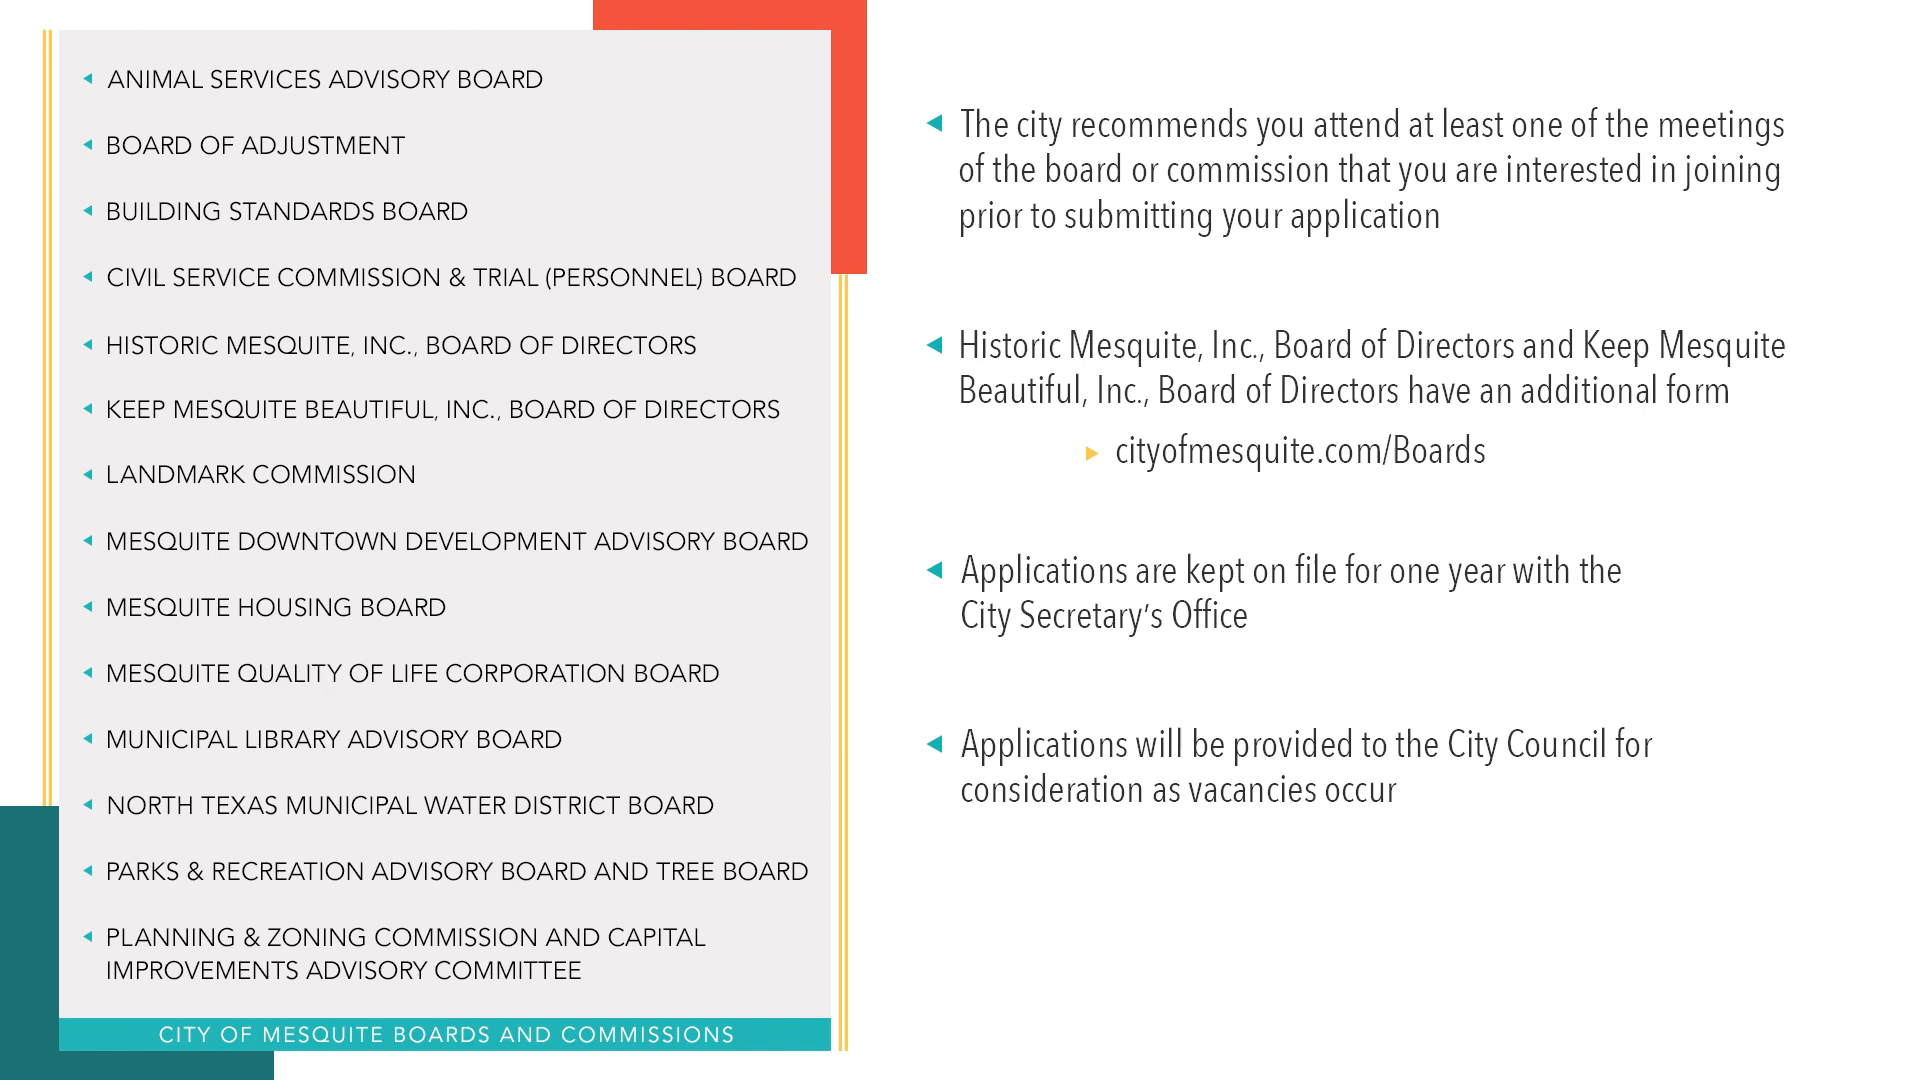 ANIMAL SERVICES ADVISORY BOARD
BOARD OF ADJUSTMENT
BUILDING STANDARDS BOARD
CIVIL SERVICE COMMISSION & TRIAL (PERSONNEL) BOARD
HISTORIC MESQUITE, INC., BOARD OF DIRECTORS
KEEP MESQUITE BEAUTIFUL, INC., BOARD OF DIRECTORS
LANDMARK COMMISSION
MESQUITE DOWNTOWN DEVELOPMENT ADVISORY BOARD
MESQUITE HOUSING BOARD
MESQUITE QUALITY OF LIFE CORPORATION BOARD
MUNICIPAL LIBRARY ADVISORY BOARD
NORTH TEXAS MUNICIPAL WATER DISTRICT BOARD
PARKS & RECREATION ADVISORY BOARD AND TREE BOARD
PLANNING & ZONING COMMISSION AND CAPITAL
IMPROVEMENTS ADVISORY COMMITTEE
CITY OF MESQUITE BOARDS AND COMMISSIONS
The city recommends you attend at least one of the meetings
of the board or commission that you are interested in joining
prior to submitting your application
Historic Mesquite, Inc., Board of Directors and Keep Mesquite
Beautiful, Inc., Board of Directors have an additional form
cityofmesquite.com/Boards
Applications are kept on file for one year with the
City Secretary's Office
Applications will be provided to the City Council for
consideration as vacancies occur